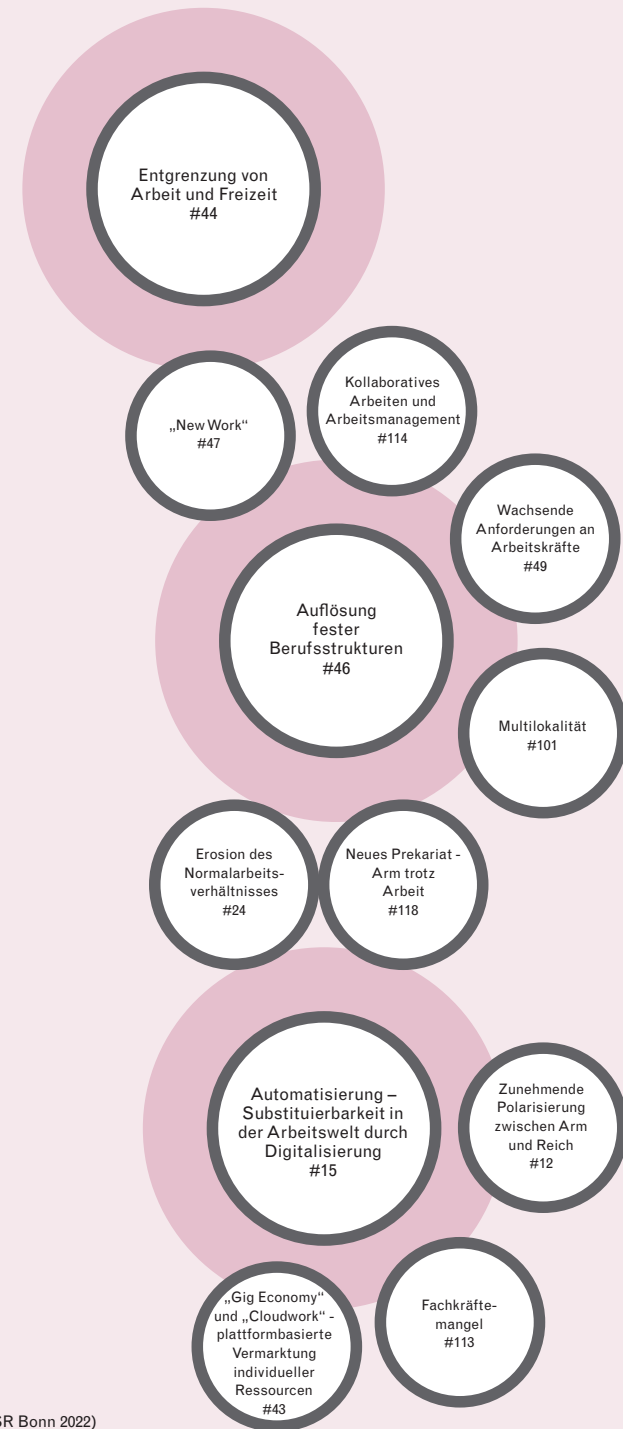 Entgrenzung von
Arbeit und Freizeit
#44
„New Work“
#47
Kollaboratives
Arbeiten und
Arbeitsmanagement
#114
Wachsende
Anforderungen an
Arbeitskräfte
#49
Auflösung
fester
Berufsstrukturen
#46
Multilokalität
#101
Erosion des
Normalarbeits-
verhältnisses
#24
Neues Prekariat -
Arm trotz
Arbeit
#118
Automatisierung –
Substituierbarkeit in
der Arbeitswelt durch
Digitalisierung
#15
Zunehmende
Polarisierung
zwischen Arm
und Reich
#12
„Gig Economy“
und „Cloudwork“ -
plattformbasierte
Vermarktung
individueller
Ressourcen
#43
Fachkräfte-
mangel
#113
SR Bonn 2022)